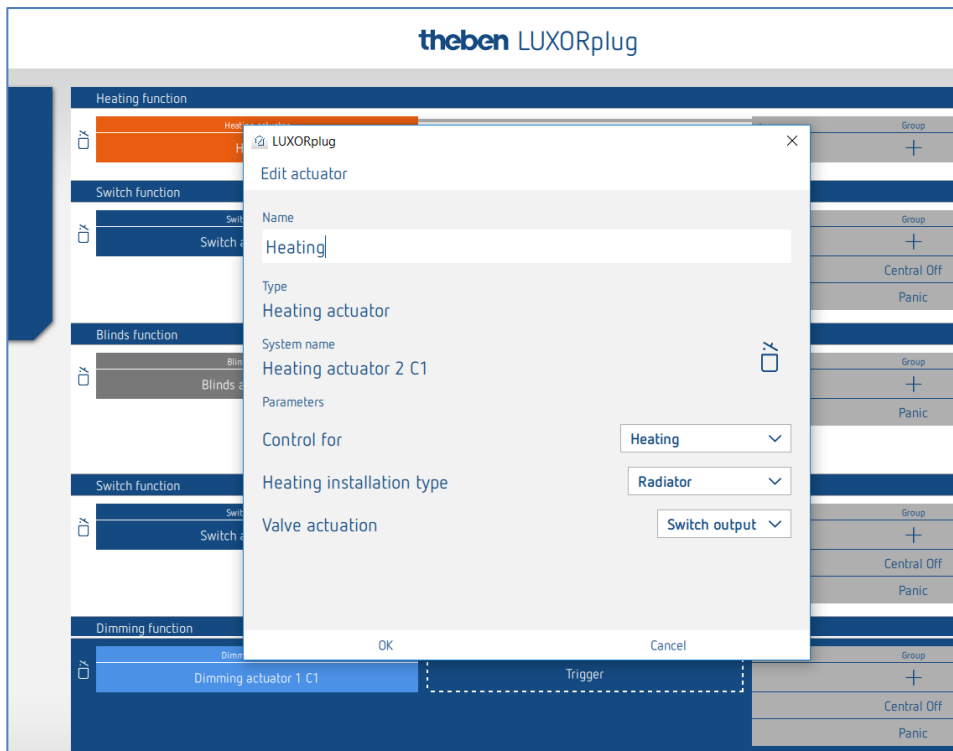 theben LUXORplug
Heating function
Group
LUXORplug
Edit actuator
Switch function
Name
Group
Switch
Heating
Central Off
Type
Heating actuator
Panic
Blinds function
System name
Group
Heating actuator 2 C1
Blinds
Parameters
Panic
Control for
Heating
Heating installation type
Radiator
Switch function
Group
Valve actuation
Switch output
Switch
Central Off
Panic
Dimming function
OK
Cancel
Group
Dimming actuator 1 C1
Trigger
Central Off
Panic